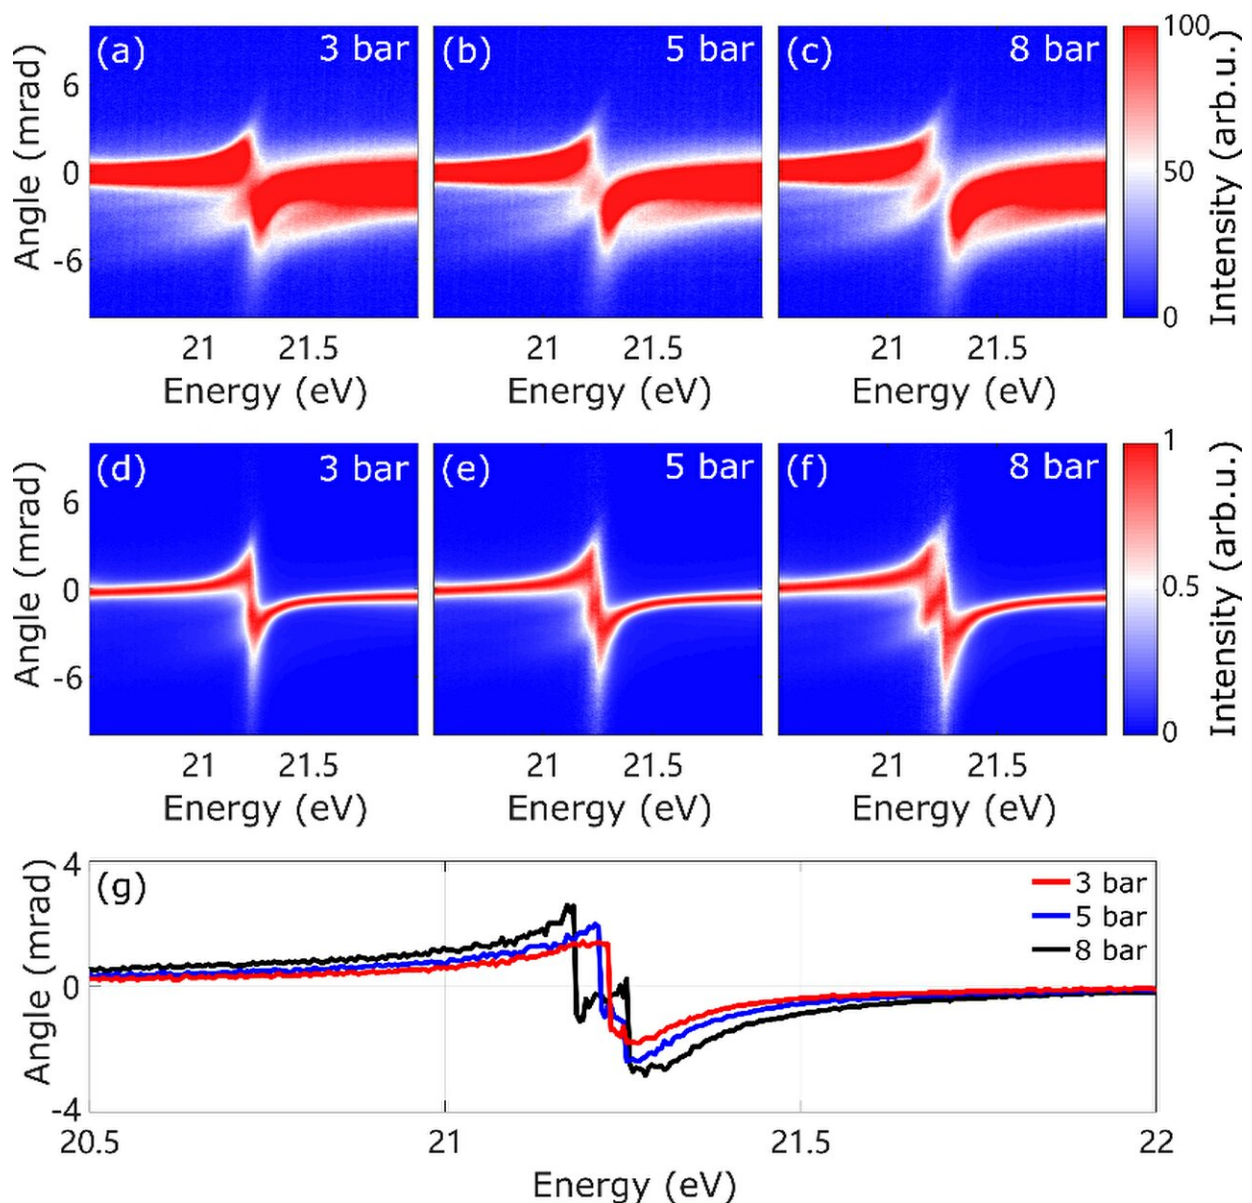 (a) 3 bar (b) 5 bar (c) 8 bar
100
50
0
Intensity (arb.u.)
6
0
-6
Angle (mrad)
21 21.5 21 21.5 21 21.5
Energy (eV) Energy (eV) Energy (eV)
(d) 3 bar (e) 5 bar (f) 8 bar
1
0.5
0
Intensity (arb.u.)
6
0
-6
Angle (mrad)
21 21.5 21 21.5 21 21.5
Energy (eV) Energy (eV) Energy (eV)
(g)
3 bar
5 bar
8 bar
4
0
-4
Angle (mrad)
20.5 21 21.5 22
Energy (eV)